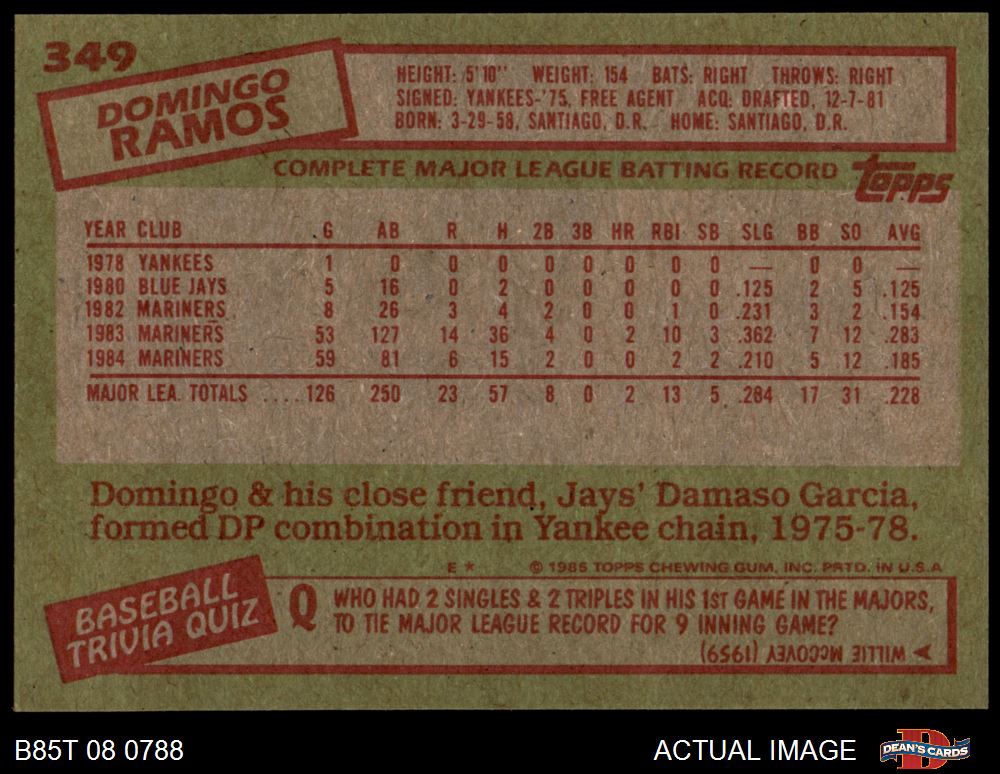 349
DOMINGO
RAMOS
HEIGHT: 5'10" WEIGHT: 154 BATS: RIGHT THROWS: RIGHT
SIGNED: YANKEES-'75, FREE AGENT ACQ: DRAFTED, 12-7-81
BORN: 3-29-58, SANTIAGO, D.R. HOME: SANTIAGO, D.R.
COMPLETE MAJOR LEAGUE BATTING RECORD topps
YEAR CLUB G AB R H 2B 3B HR RBI SB SLG BB SO AVG
1978 YANKEES 1 0 0 0 0 0 0 0 0 — 0 0 —
1980 BLUE JAYS 5 16 0 2 0 0 0 0 0 .125 2 5 .125
1982 MARINERS 8 26 3 4 2 0 0 1 0 .231 3 2 .154
1983 MARINERS 53 127 14 36 4 0 2 10 3 .362 7 12 .283
1984 MARINERS 59 81 6 15 2 0 0 2 2 .210 5 12 .185
MAJOR LEA. TOTALS ....126 250 23 57 8 0 2 13 5 .284 17 31 .228
Domingo & his close friend, Jays' Damaso Garcia,
formed DP combination in Yankee chain, 1975-78.
E * © 1985 TOPPS CHEWING GUM, INC. PRTD. IN U.S.A
BASEBALL
TRIVIA QUIZ
Q WHO HAD 2 SINGLES & 2 TRIPLES IN HIS 1ST GAME IN THE MAJORS,
TO TIE MAJOR LEAGUE RECORD FOR 9 INNING GAME?
WILLIE McCOVEY (1959)
B85T 08 0788
ACTUAL IMAGE
DEAN'S CARDS